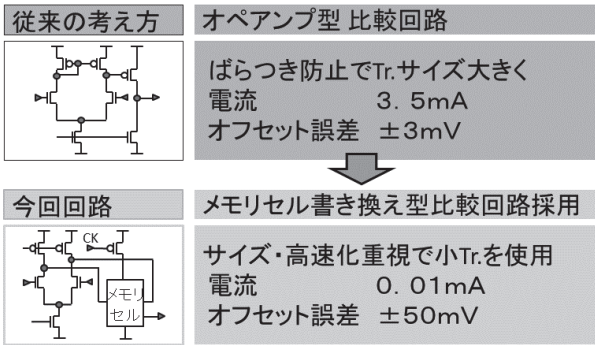 従来の考え方
オペアンプ型 比較回路
ばらつき防止でTr.サイズ大きく
電流 3．5mA
オフセット誤差 ±3mV
今回回路
メモリセル書き換え型比較回路採用
CK
メモリ
セル
サイズ・高速化重視で小Tr.を使用
電流 0．01mA
オフセット誤差 ±50mV